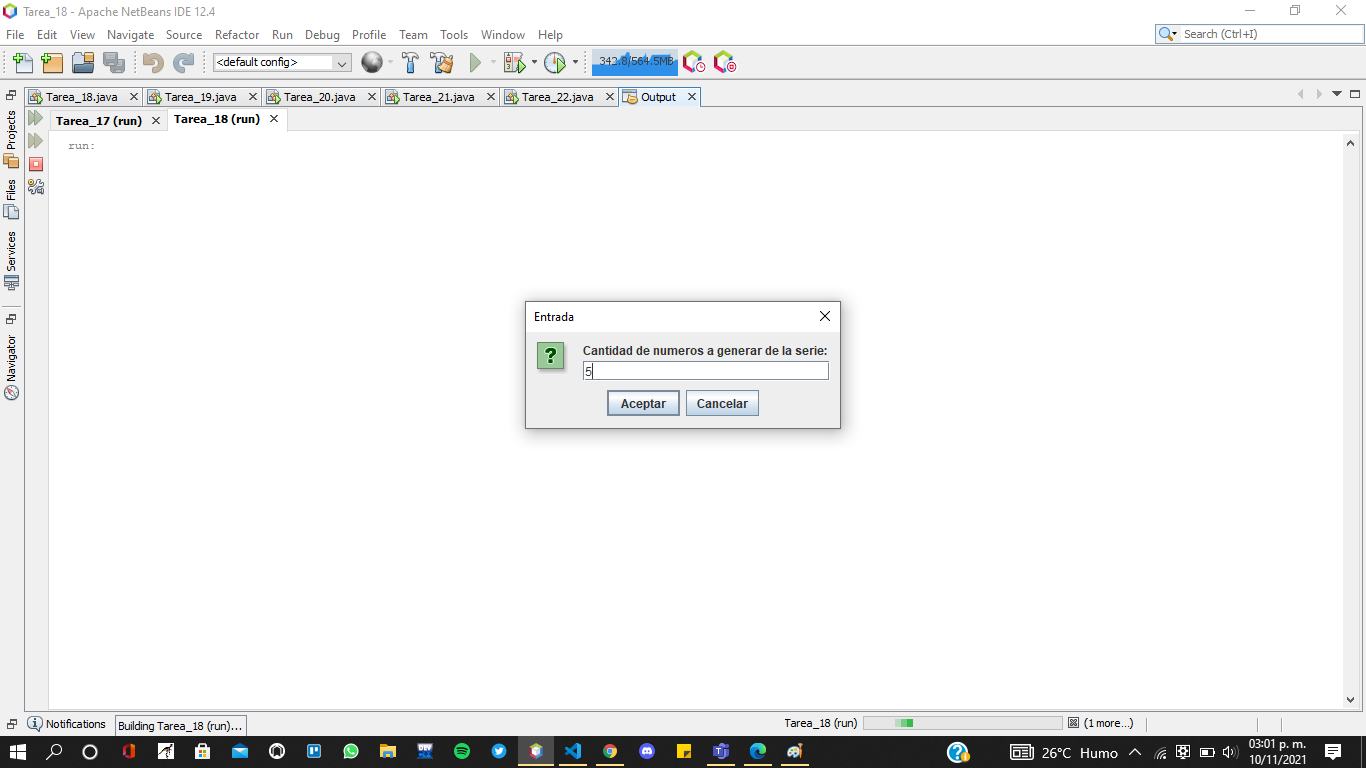 Tarea_18 - Apache NetBeans IDE 12.4
File Edit View Navigate Source Refactor Run Debug Profile Team Tools Window Help
Search (Ctrl+I)
<default config>
342.8/564.5MB
Tarea_18.java Tarea_19.java Tarea_20.java Tarea_21.java Tarea_22.java Output
Tarea_17 (run) Tarea_18 (run)
run:
Projects
Files
Services
Navigator
Entrada
Cantidad de numeros a generar de la serie:
5
Aceptar Cancelar
Notifications Building Tarea_18 (run)... Tarea_18 (run) (1 more...)
26°C Humo
03:01 p. m.
10/11/2021